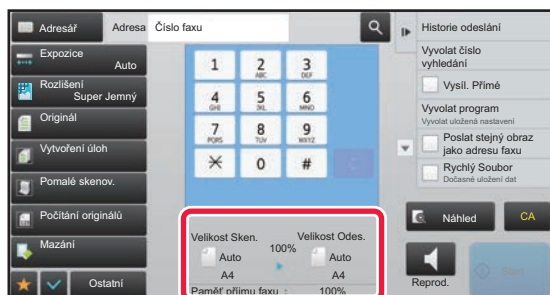 Adresář
Adresa
Číslo faxu
Expozice
Auto
Rozlišení
Super Jemný
Originál
Vytvoření úloh
Pomalé skenov.
Počítání originálů
Mazání
Ostatní
1
2 ABC
3 DEF
4 GHI
5 JKL
6 MNO
7 PQRS
8 TUV
9 WXYZ
0
#
C
Velikost Sken.
100%
Velikost Odes.
Auto
Auto
A4
A4
Paměť příjmu faxu :
100%
Historie odeslání
Vyvolat číslo
vyhledání
Vysíl. Přímé
Vyvolat program
Vyvolat uložená nastavení
Poslat stejný obraz
jako adresu faxu
Rychlý Soubor
Dočasné uložení dat
Náhled
CA
Reprod.
Start